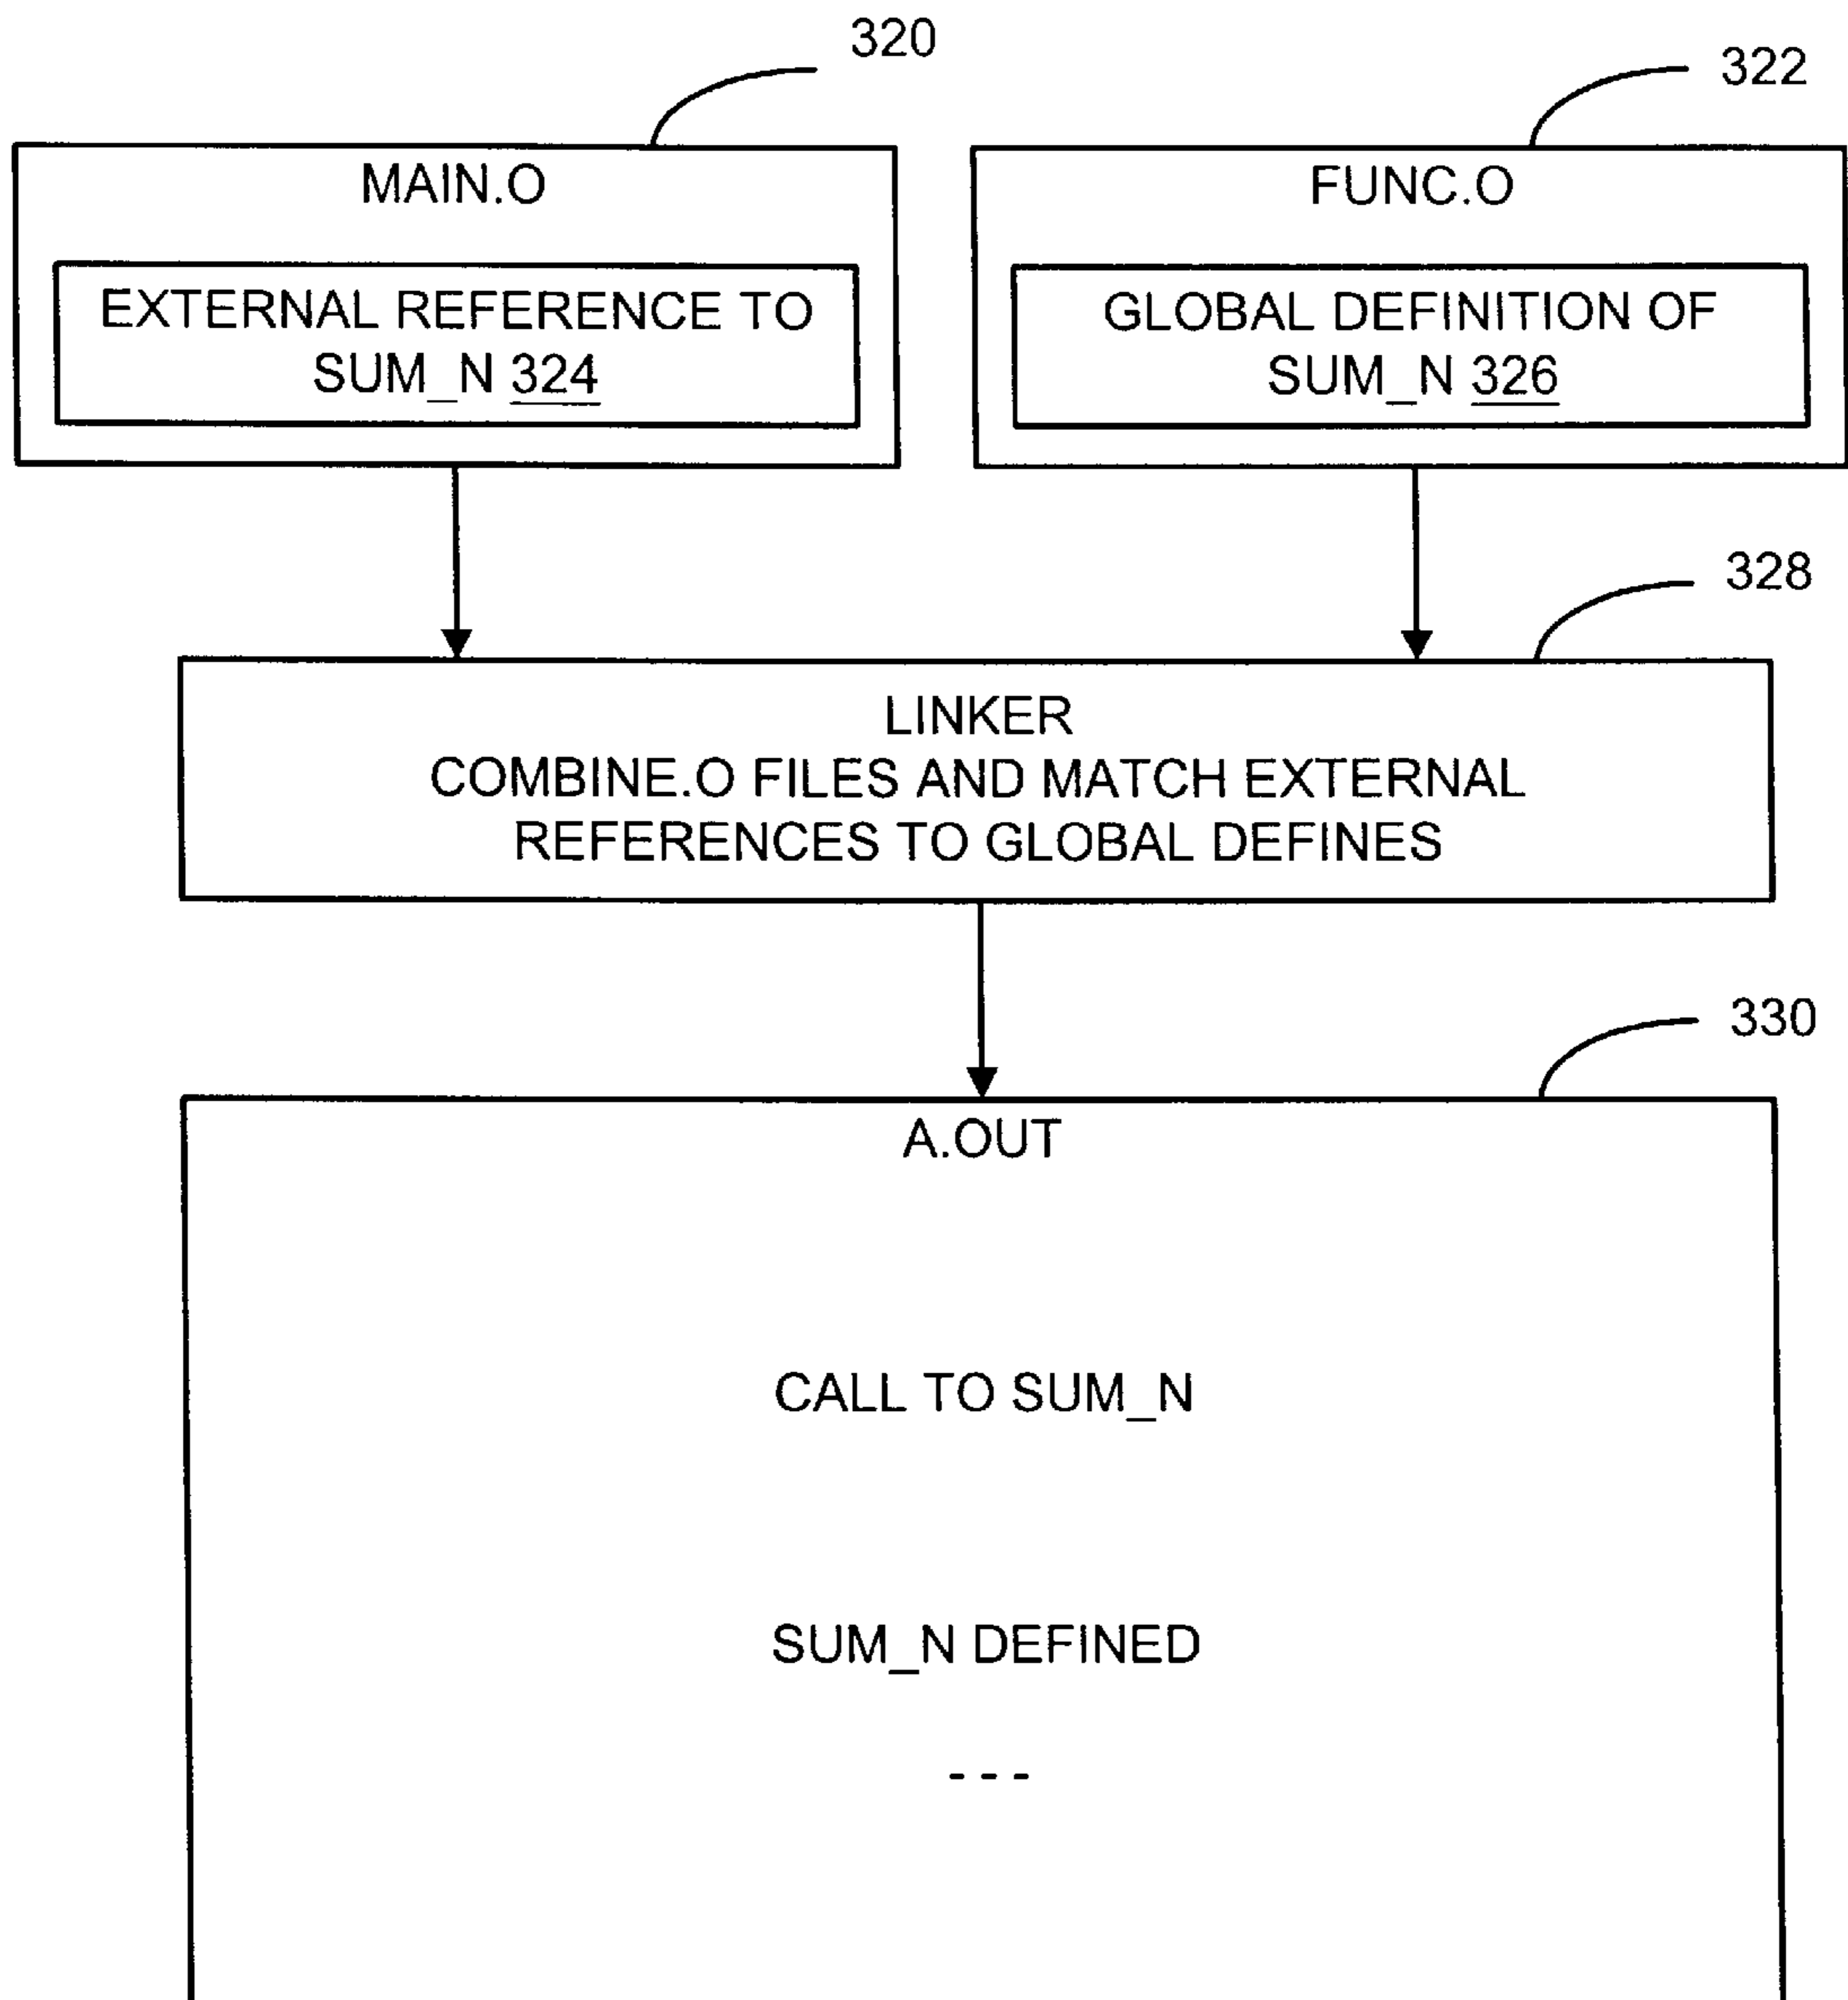 320
322
MAIN.O
FUNC.O
EXTERNAL REFERENCE TO
SUM_N 324
GLOBAL DEFINITION OF
SUM_N 326
328
LINKER
COMBINE.O FILES AND MATCH EXTERNAL
REFERENCES TO GLOBAL DEFINES
330
A.OUT
CALL TO SUM_N
SUM_N DEFINED
- - -